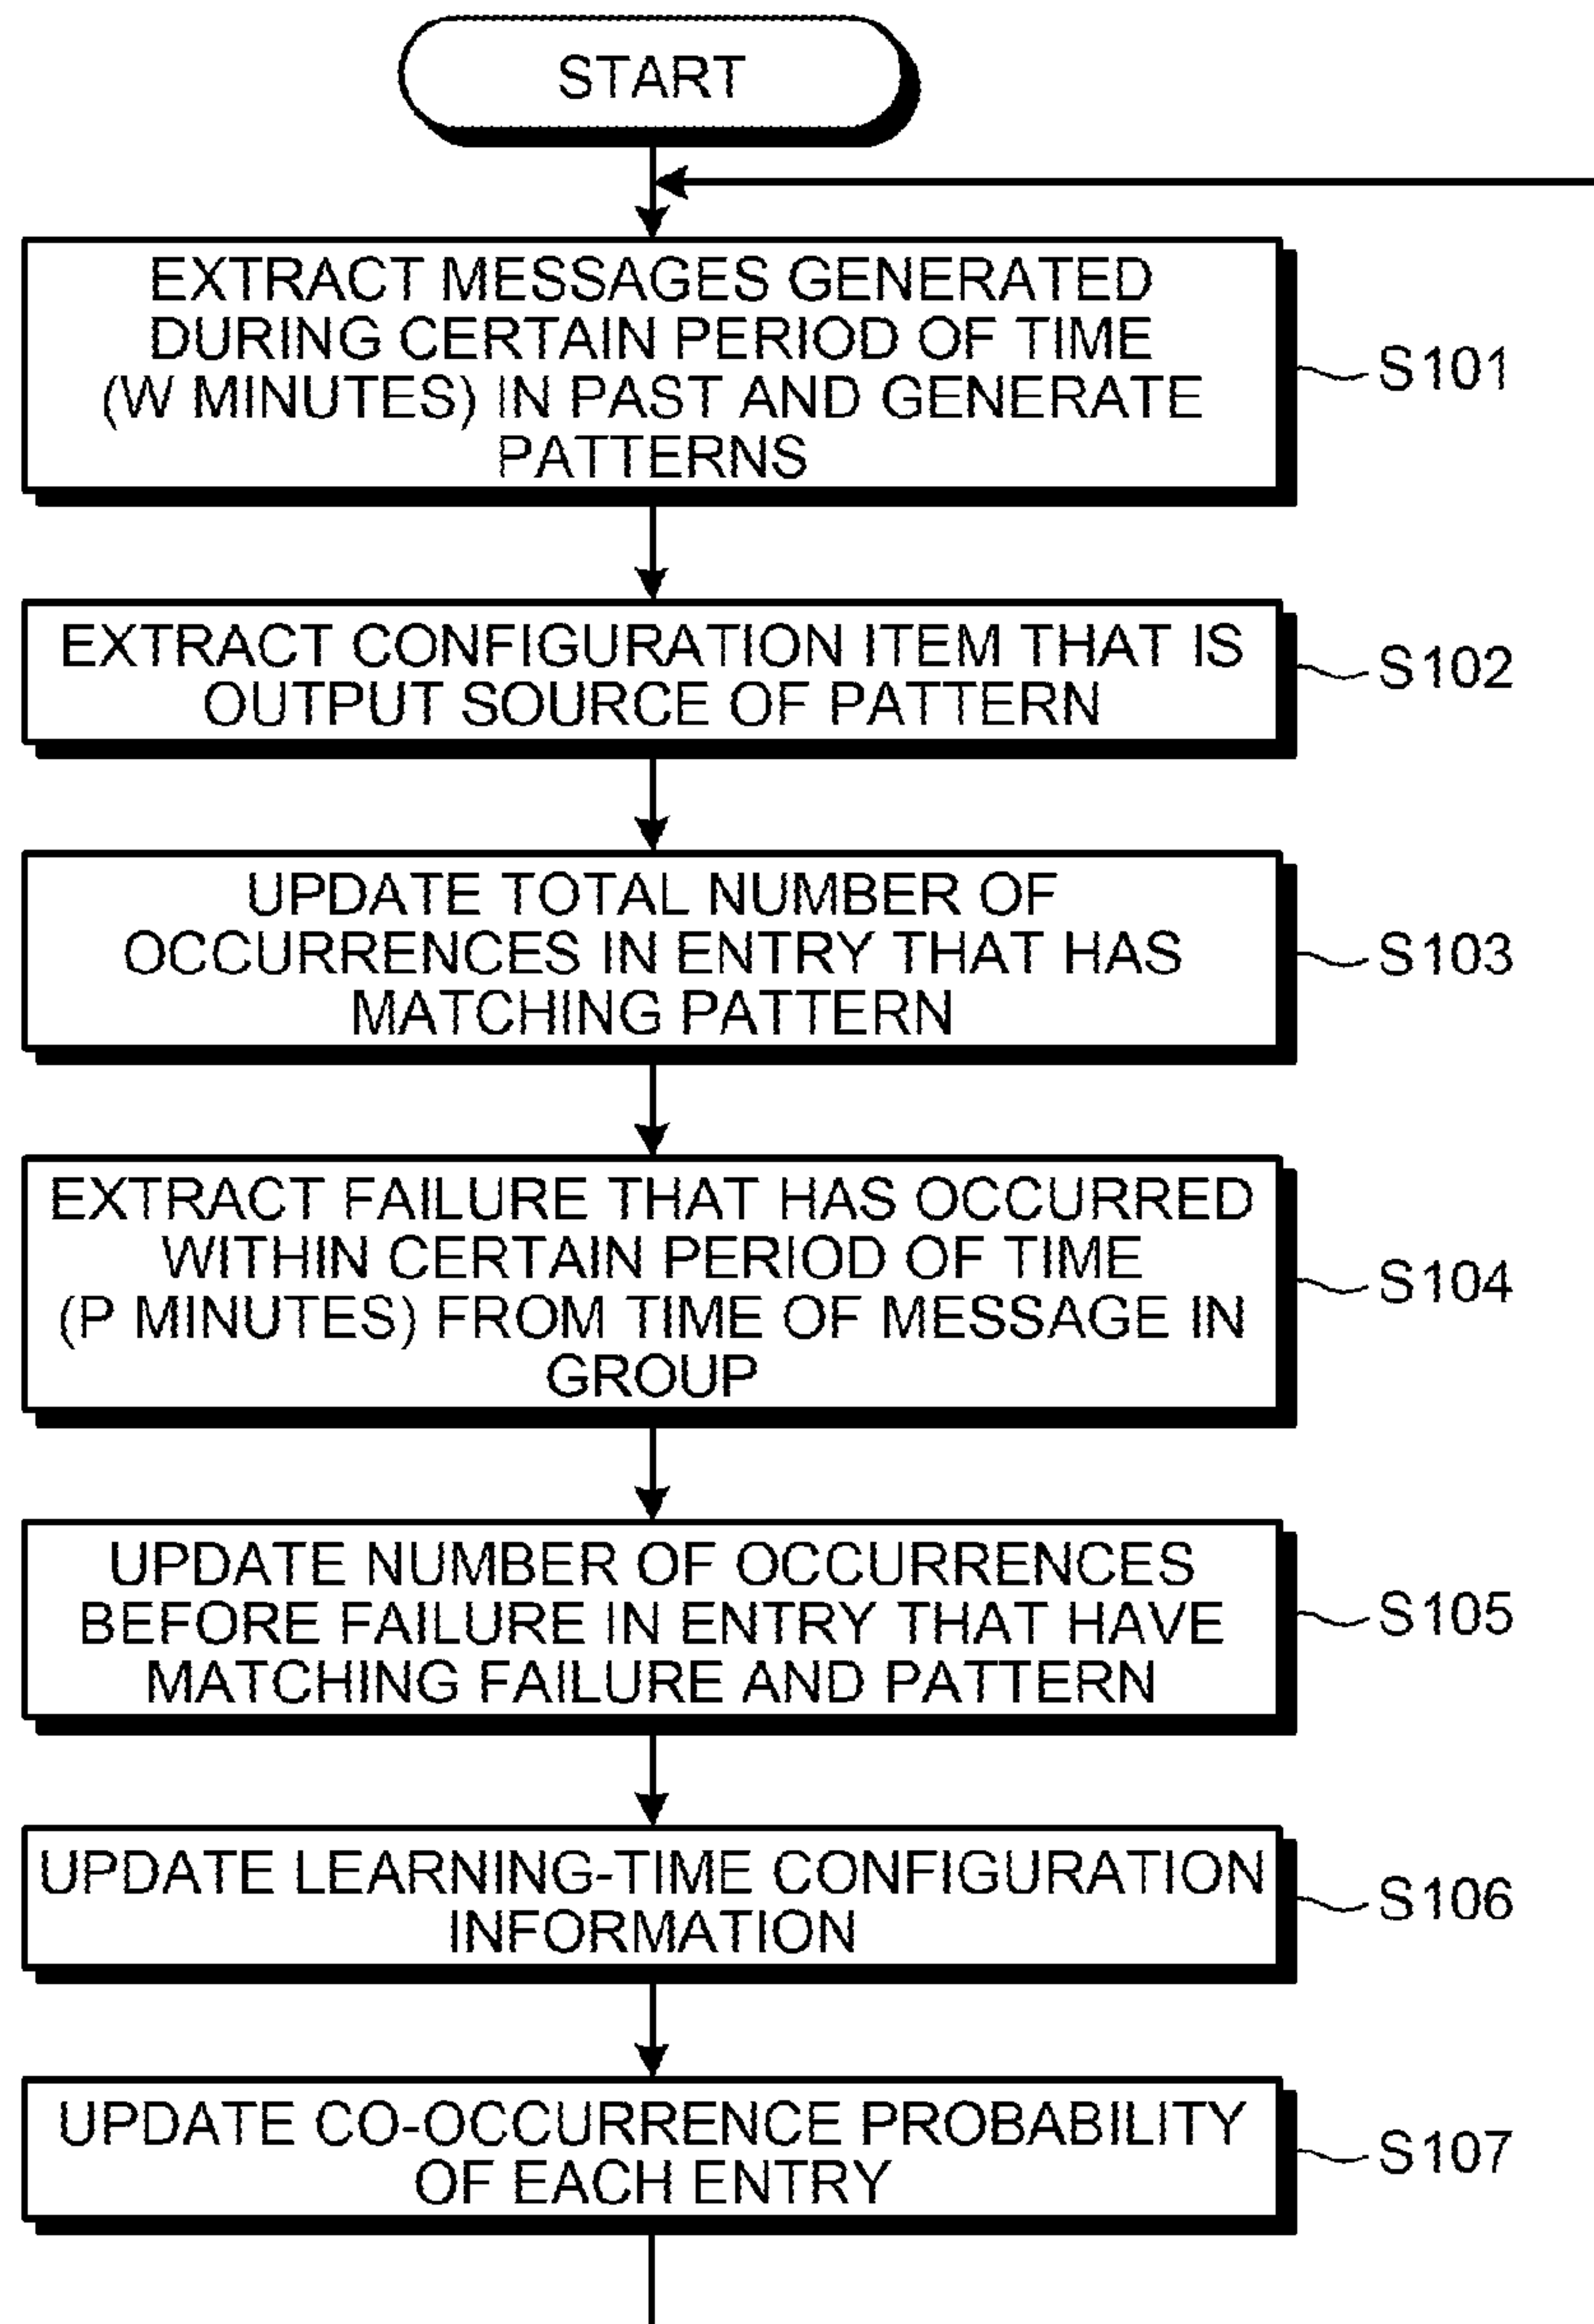 START
EXTRACT MESSAGES GENERATED
DURING CERTAIN PERIOD OF TIME
(W MINUTES) IN PAST AND GENERATE
PATTERNS
S101
EXTRACT CONFIGURATION ITEM THAT IS
OUTPUT SOURCE OF PATTERN
S102
UPDATE TOTAL NUMBER OF
OCCURRENCES IN ENTRY THAT HAS
MATCHING PATTERN
S103
EXTRACT FAILURE THAT HAS OCCURRED
WITHIN CERTAIN PERIOD OF TIME
(P MINUTES) FROM TIME OF MESSAGE IN
GROUP
S104
UPDATE NUMBER OF OCCURRENCES
BEFORE FAILURE IN ENTRY THAT HAVE
MATCHING FAILURE AND PATTERN
S105
UPDATE LEARNING-TIME CONFIGURATION
INFORMATION
S106
UPDATE CO-OCCURRENCE PROBABILITY
OF EACH ENTRY
S107